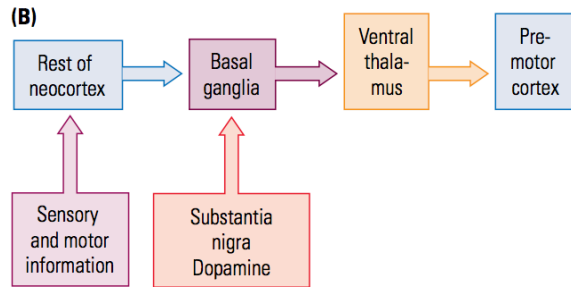 (B)
Rest of
neocortex
Basal
ganglia
Ventral
thala-
mus
Pre-
motor
cortex
Sensory
and motor
information
Substantia
nigra
Dopamine